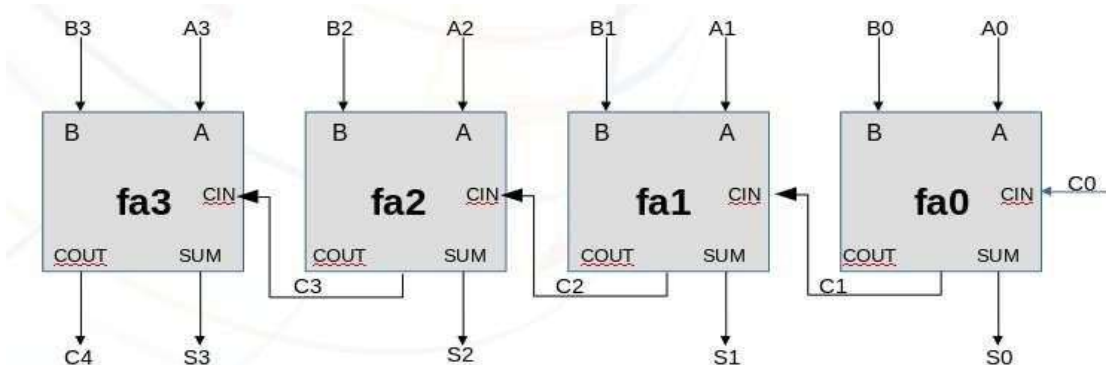 B3 A3 B2 A2 B1 A1 B0 A0
B A B A B A B A
fa3 CIN fa2 CIN fa1 CIN fa0 CIN C0
COUT SUM COUT SUM COUT SUM COUT SUM
C3 C2 C1
C4 S3 S2 S1 S0